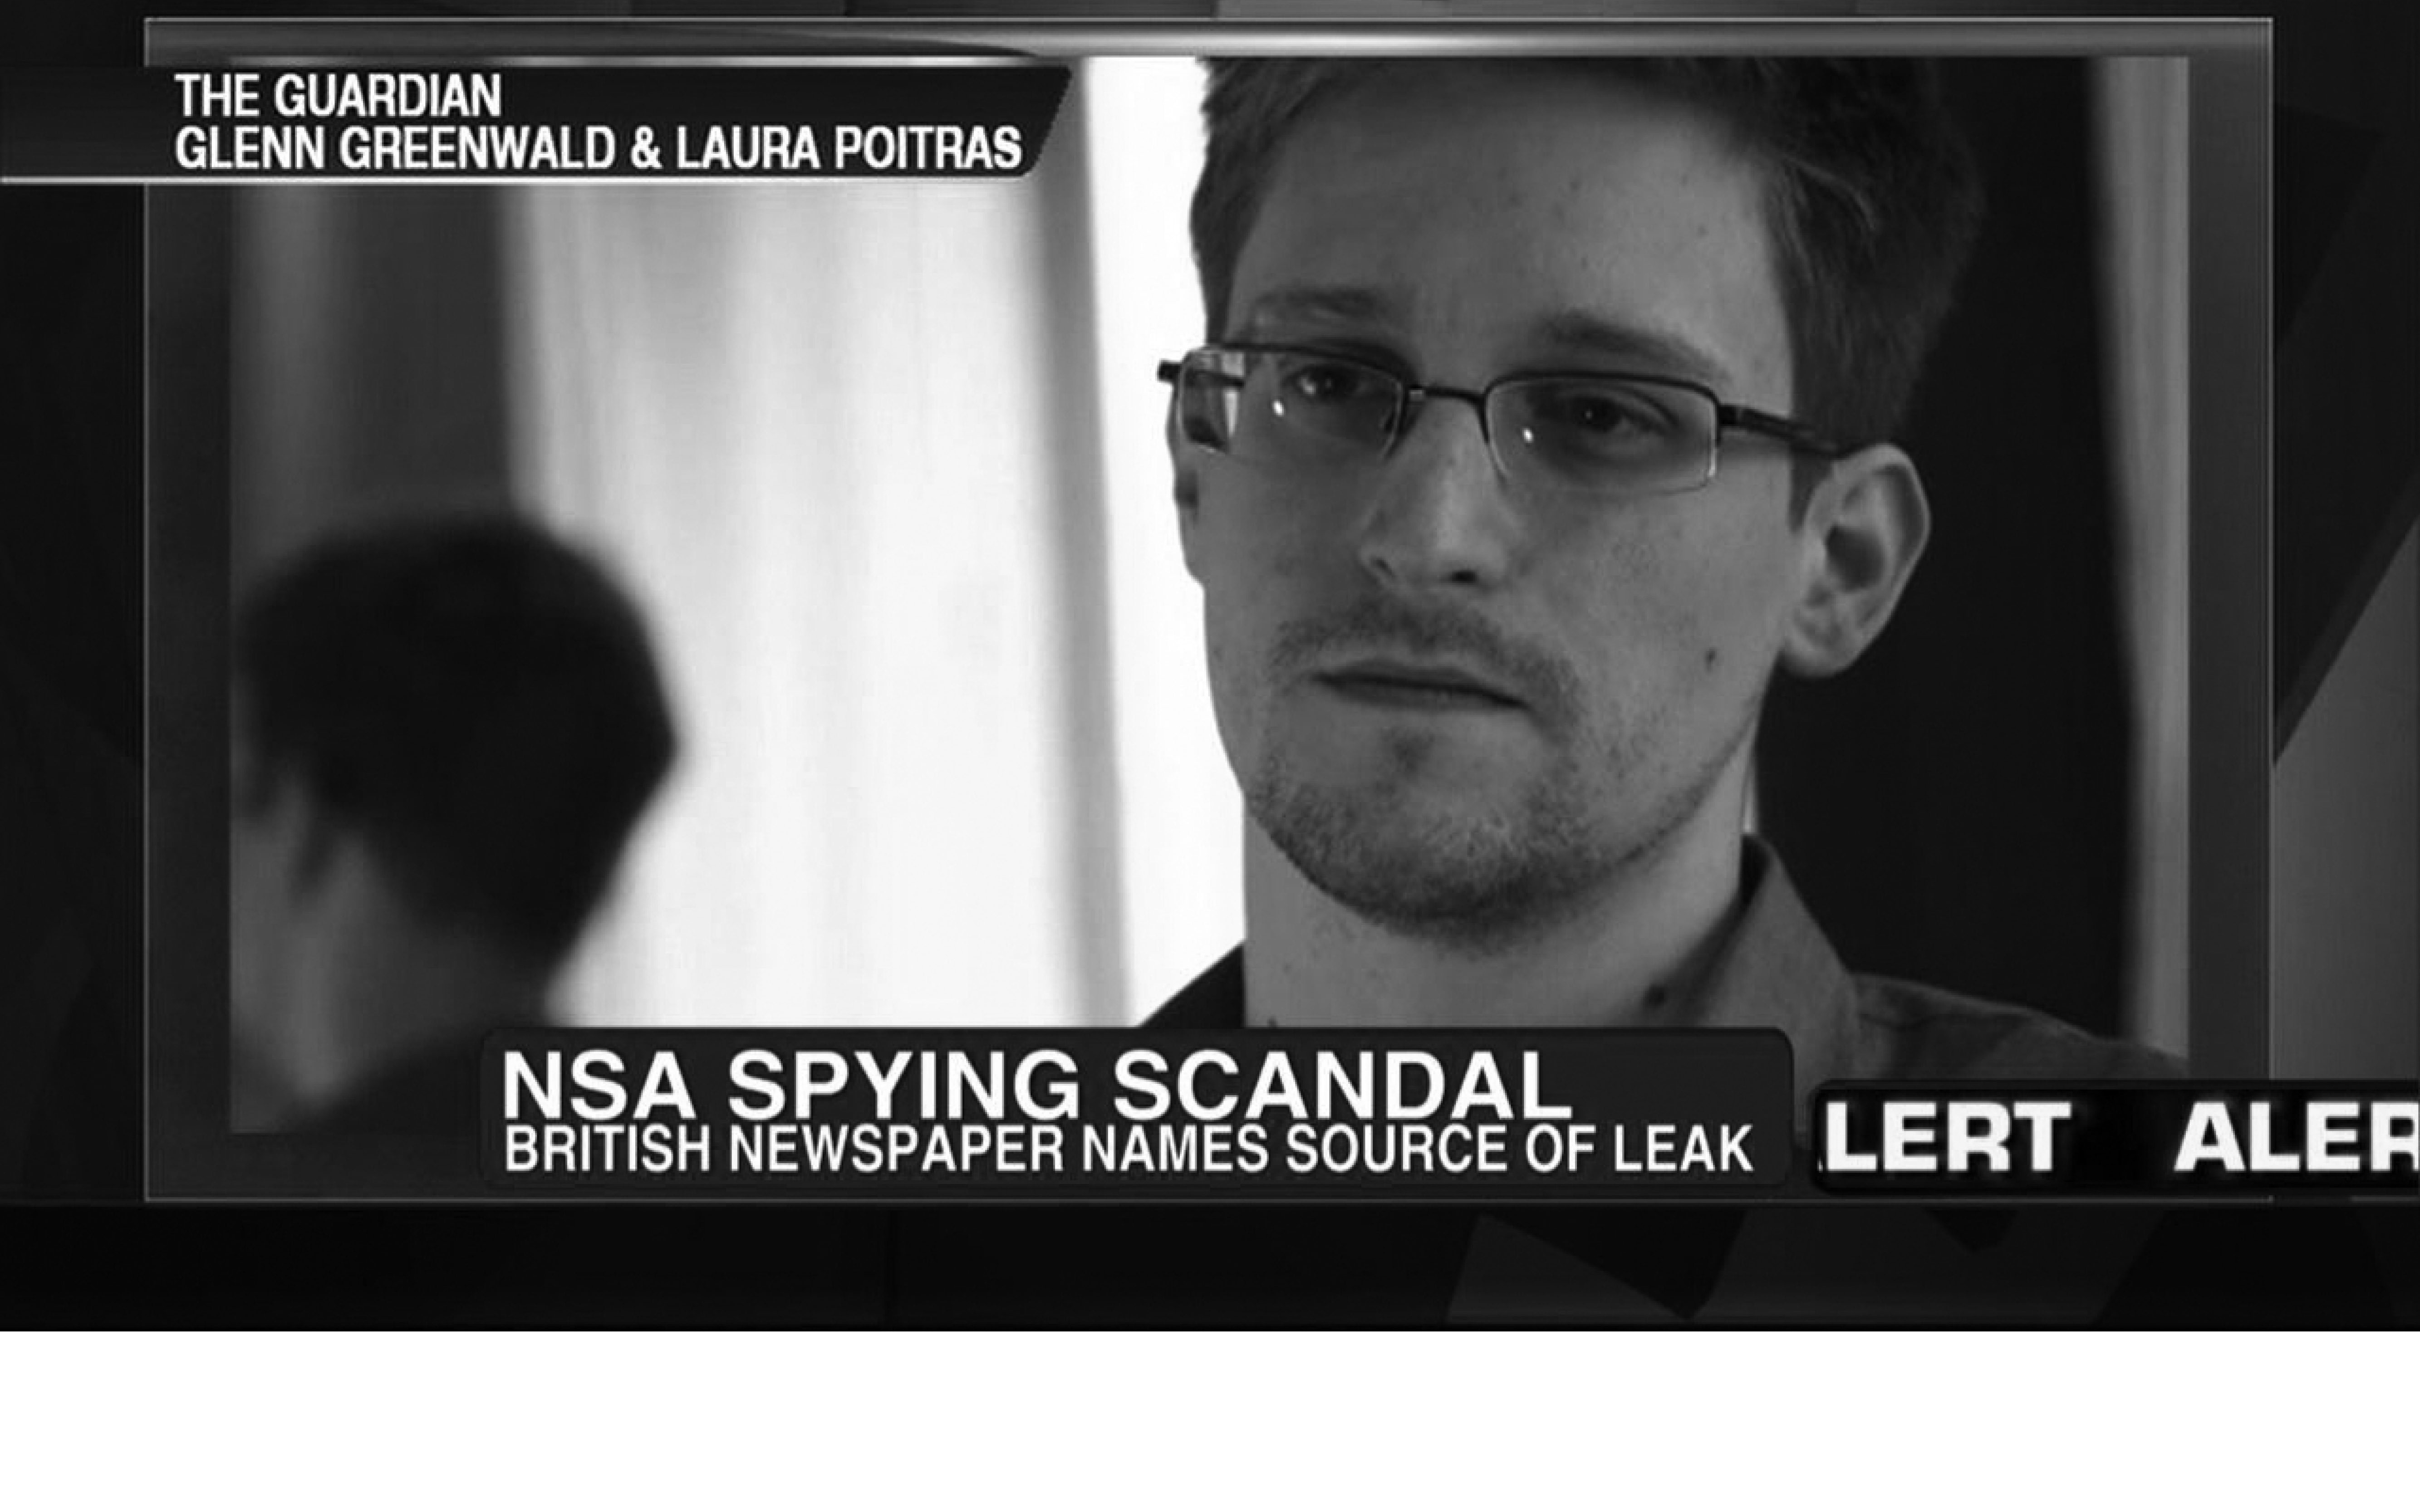 THE GUARDIAN
GLENN GREENWALD & LAURA POITRAS
NSA SPYING SCANDAL
BRITISH NEWSPAPER NAMES SOURCE OF LEAK
LERT ALER